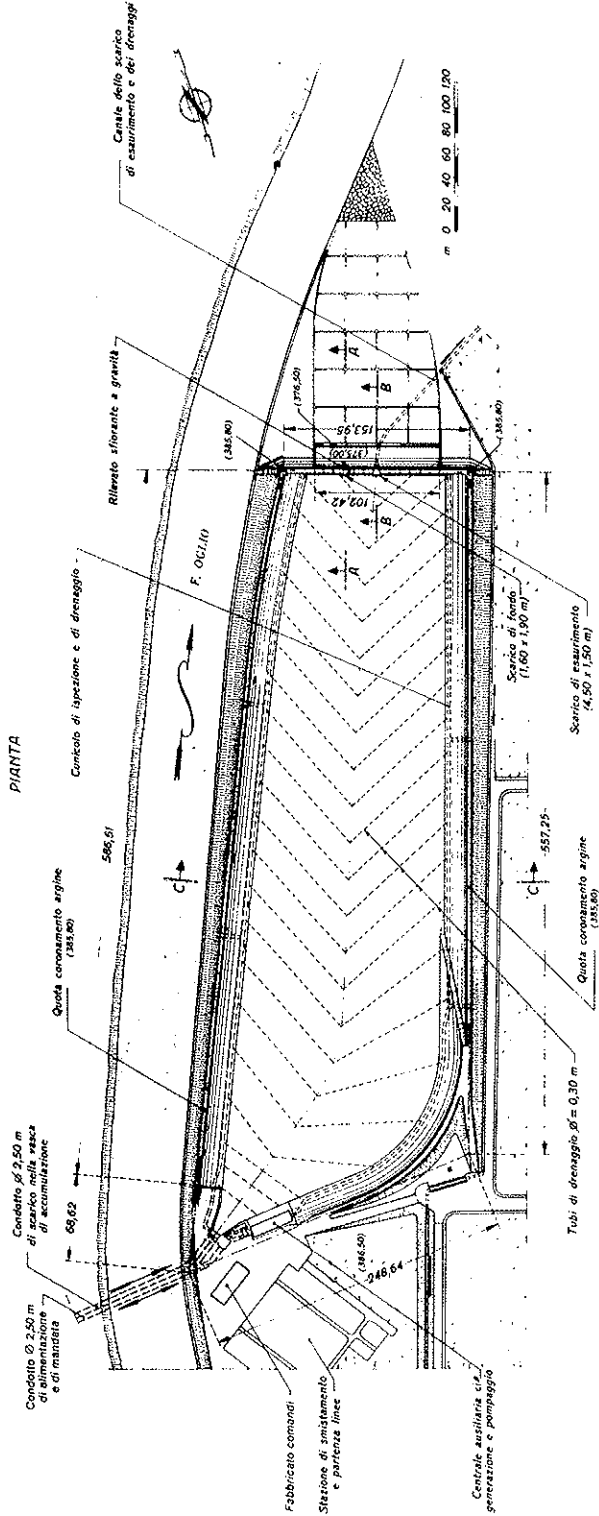 PIANTA
Condotto Ø 2,50 m
di alimentazione
e di mandata
Condotto Ø 2,50 m
di scarico nella vasca
di accumulazione
68,62
Quota coronamento argine
(385,80)
586,51
Cunicolo di ispezione e di drenaggio
Rilevato sfiorante a gravità
Canale dello scarico
di esaurimento e dei drenaggi
F. OGLIO
C
(385,80)
(376,50)
153,95
(375,00)
102,42
A
A
B
B
(385,80)
m 0 20 40 60 80 100 120
Fabbricato comandi
Stazione di smistamento
e partenza linee
Centrale ausiliaria di
generazione e pompaggio
(386,50)
246,64
Tubi di drenaggio Ø = 0,30 m
Quota coronamento argine
(385,80)
C
557,25
Scarico di fondo
(1,60 x 1,90 m)
Scarico di esaurimento
(4,50 x 1,50 m)